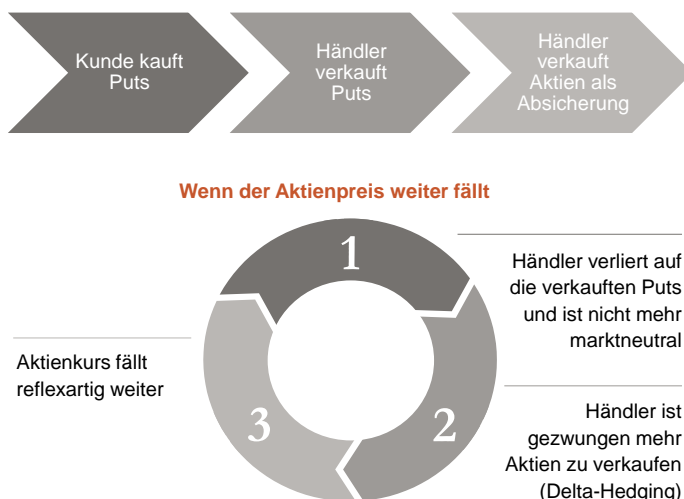 Kunde kauft
Puts
Händler
verkauft
Puts
Händler
verkauft
Aktien als
Absicherung
Wenn der Aktienpreis weiter fällt
1
Händler verliert auf
die verkauften Puts
und ist nicht mehr
marktneutral
2
Händler ist
gezwungen mehr
Aktien zu verkaufen
(Delta-Hedging)
3
Aktienkurs fällt
reflexartig weiter